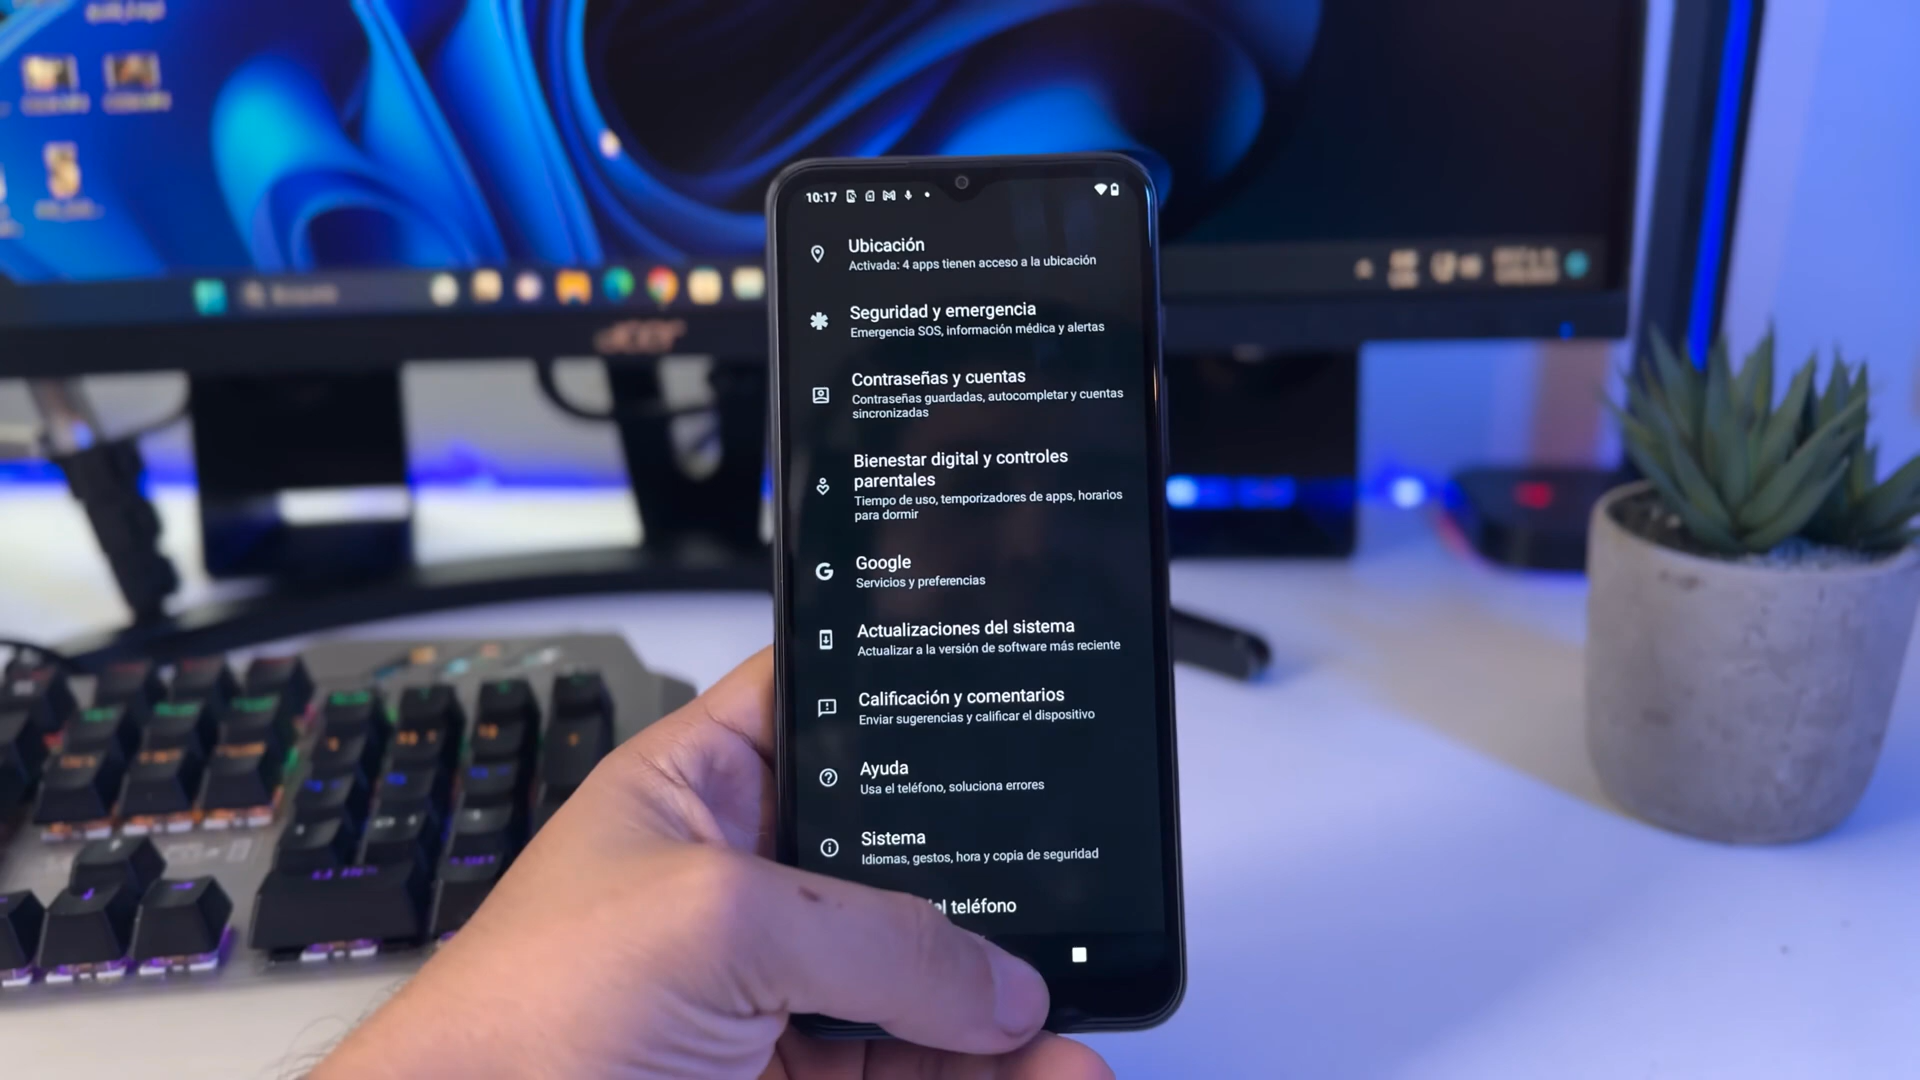 10:17
Ubicación
Activada: 4 apps tienen acceso a la ubicación
Seguridad y emergencia
Emergencia SOS, información médica y alertas
Contraseñas y cuentas
Contraseñas guardadas, autocompletar y cuentas
sincronizadas
Bienestar digital y controles
parentales
Tiempo de uso, temporizadores de apps, horarios
para dormir
Google
Servicios y preferencias
Actualizaciones del sistema
Actualizar a la versión de software más reciente
Calificación y comentarios
Enviar sugerencias y calificar el dispositivo
Ayuda
Usa el teléfono, soluciona errores
Sistema
Idiomas, gestos, hora y copia de seguridad
teléfono
acer